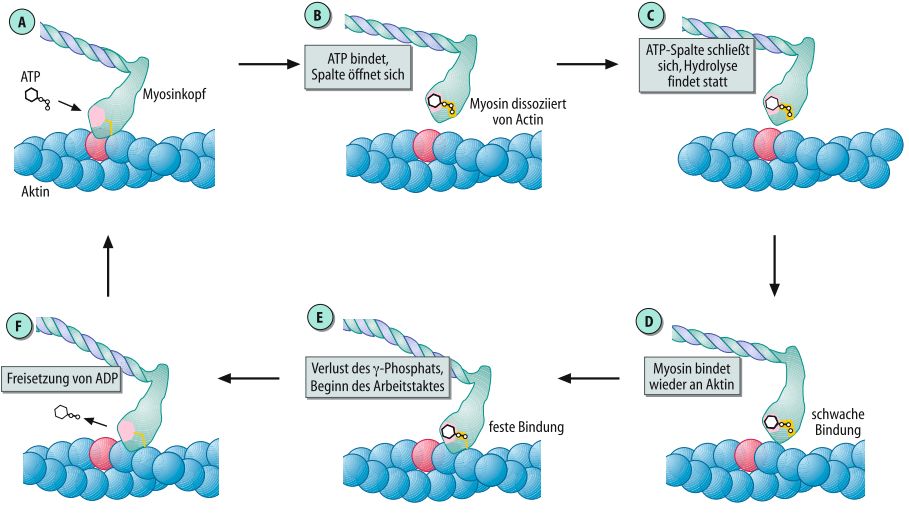 A
ATP
Myosinkopf
Aktin
B
ATP bindet,
Spalte öffnet sich
Myosin dissoziiert
von Actin
C
ATP-Spalte schließt
sich, Hydrolyse
findet statt
D
Myosin bindet
wieder an Aktin
schwache
Bindung
E
Verlust des γ-Phosphats,
Beginn des Arbeitstaktes
feste Bindung
F
Freisetzung von ADP